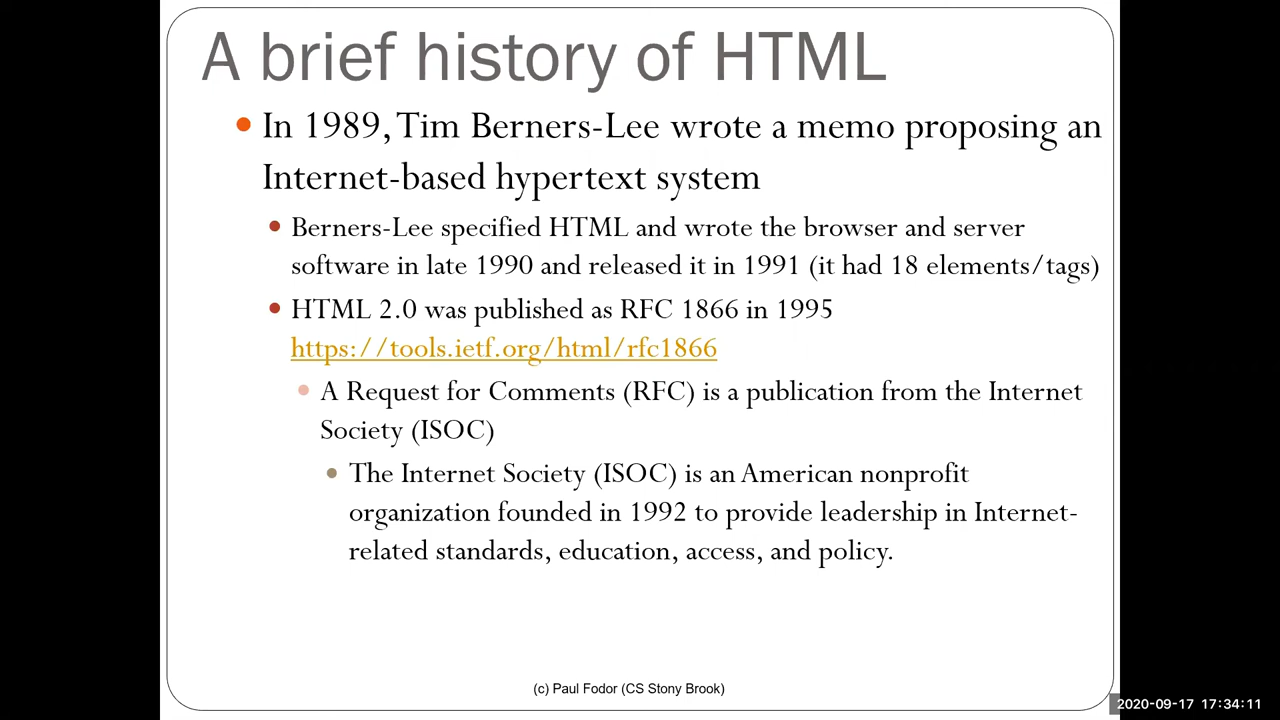 A brief history of HTML
In 1989, Tim Berners-Lee wrote a memo proposing an
Internet-based hypertext system
Berners-Lee specified HTML and wrote the browser and server
software in late 1990 and released it in 1991 (it had 18 elements/tags)
HTML 2.0 was published as RFC 1866 in 1995
https://tools.ietf.org/html/rfc1866
A Request for Comments (RFC) is a publication from the Internet
Society (ISOC)
The Internet Society (ISOC) is an American nonprofit
organization founded in 1992 to provide leadership in Internet-
related standards, education, access, and policy.
(c) Paul Fodor (CS Stony Brook)
2020-09-17 17:34:11